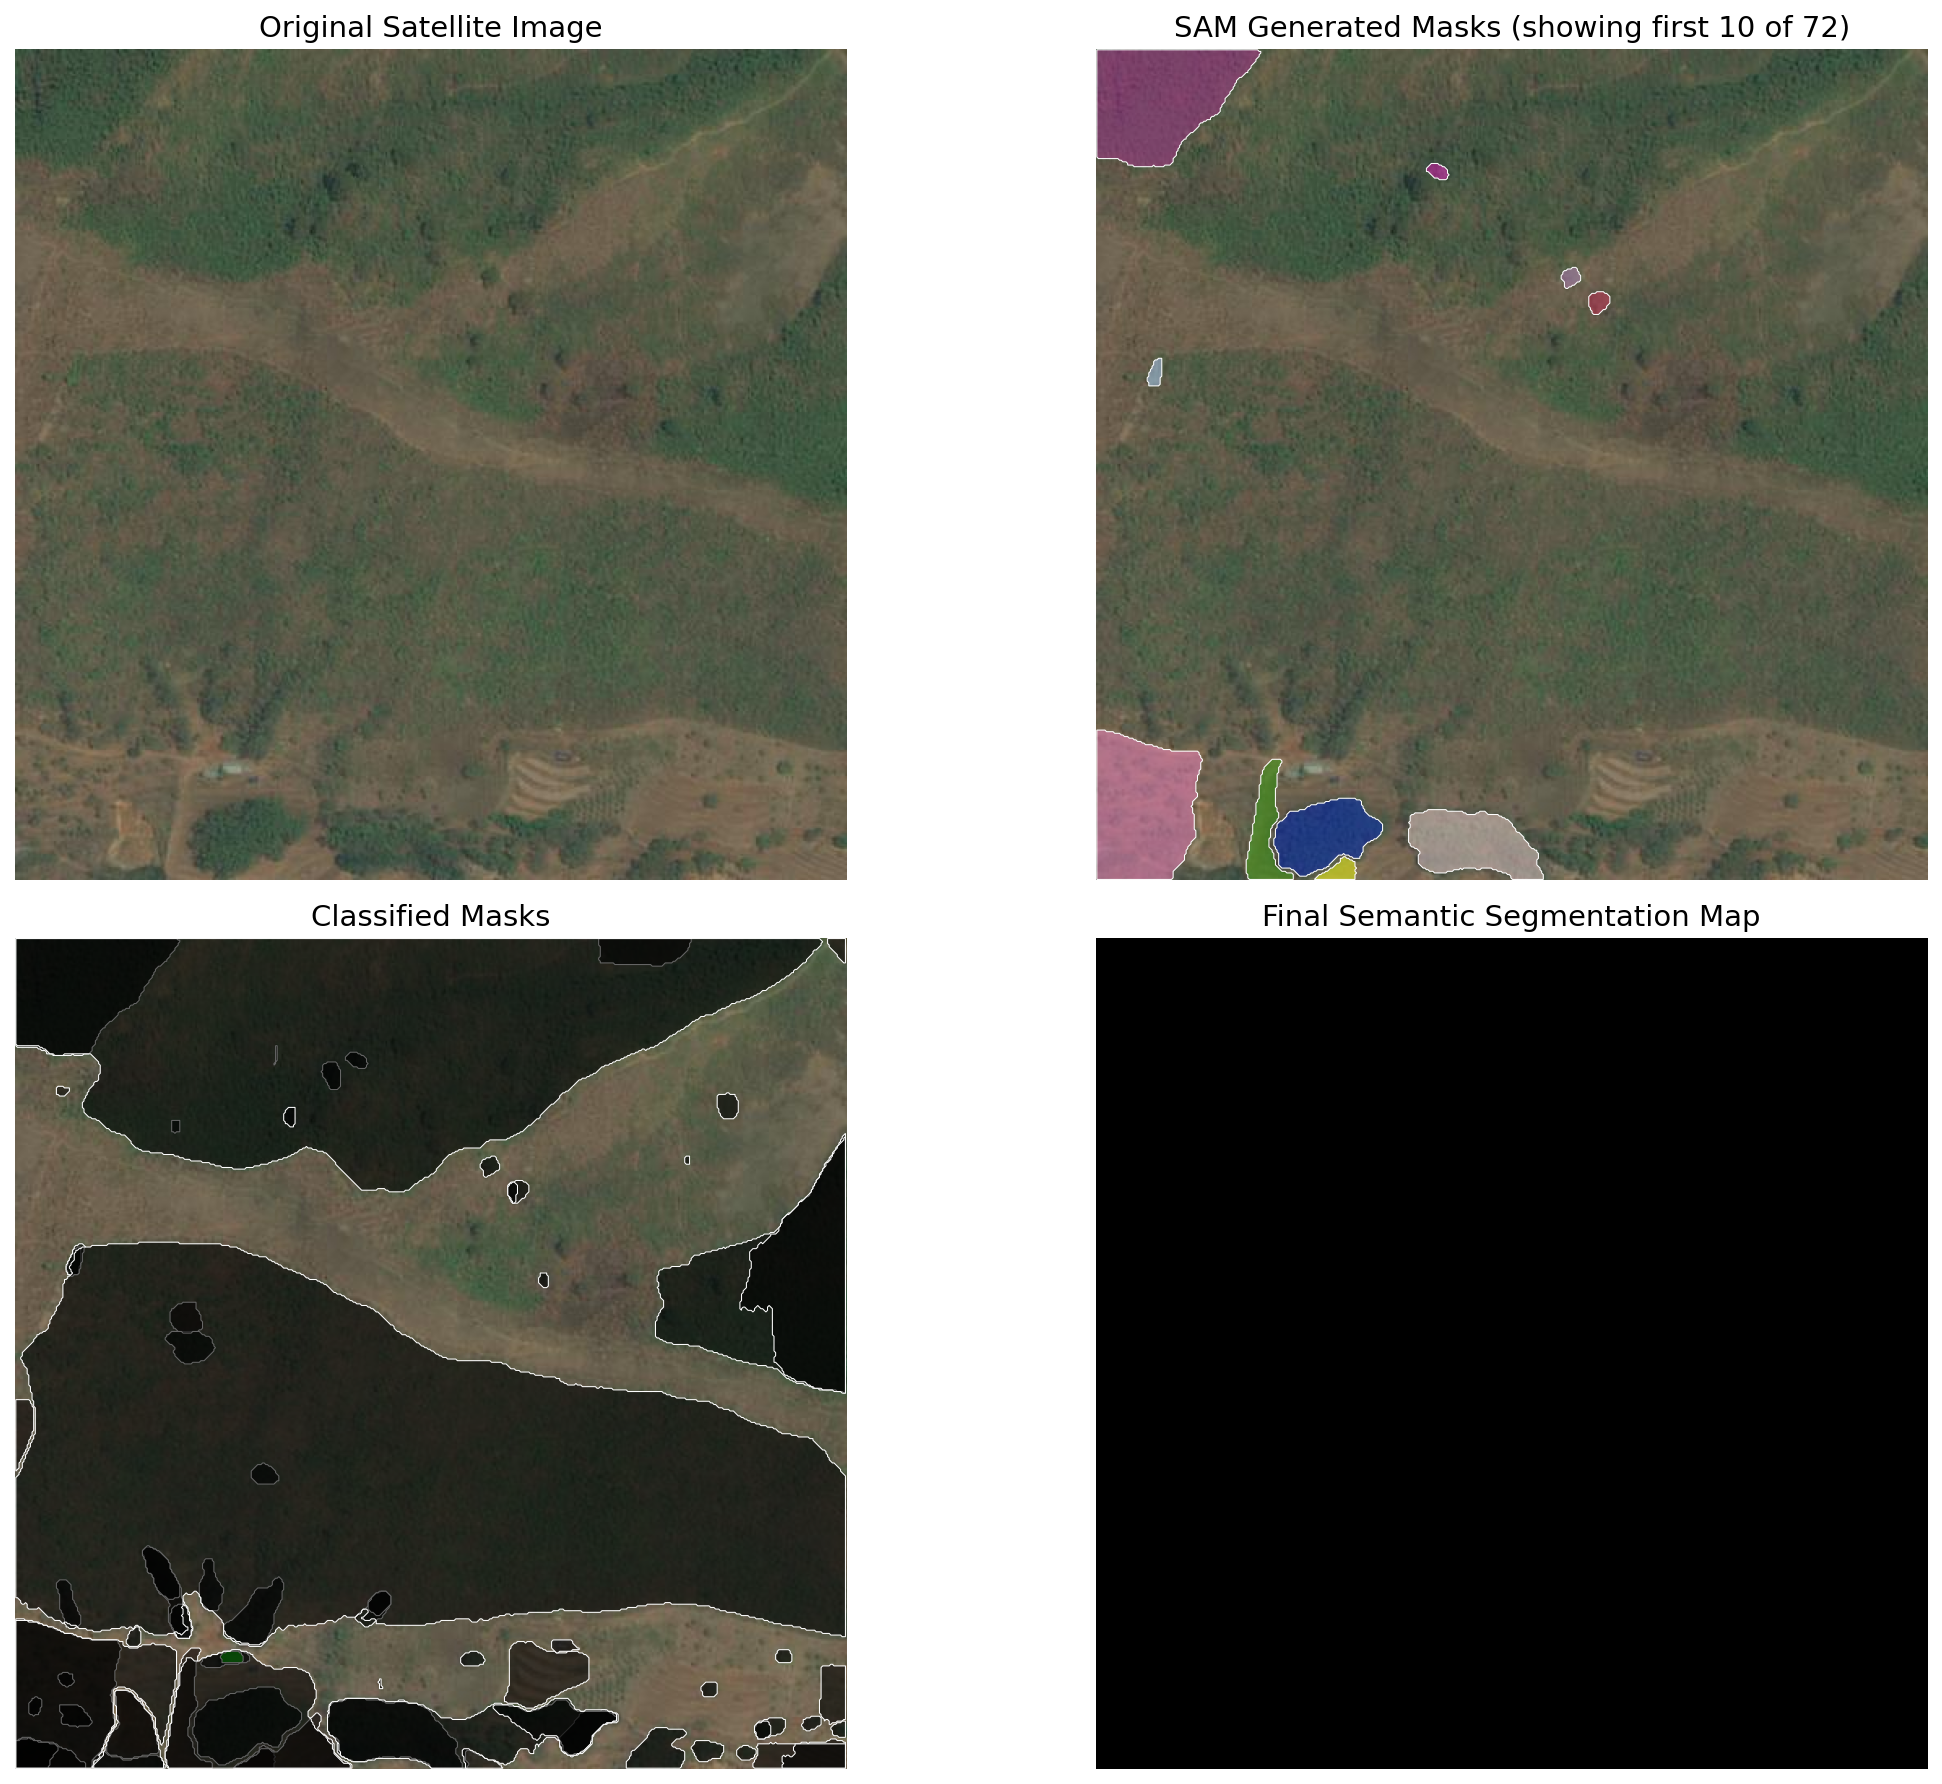 Original Satellite Image
SAM Generated Masks (showing first 10 of 72)
Classified Masks
Final Semantic Segmentation Map